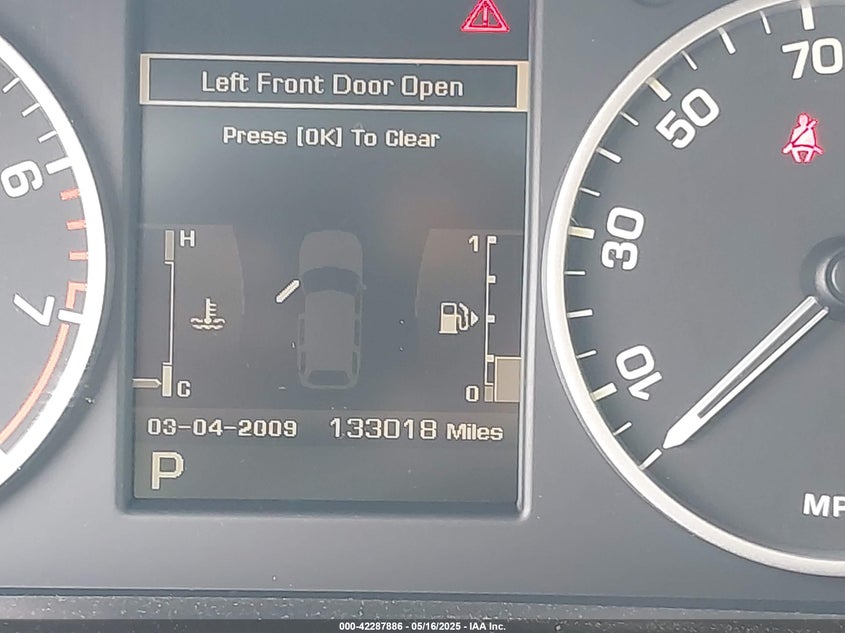 Left Front Door Open
Press [OK] To Clear
H
C
1
0
03-04-2009 133018 Miles
P
6
7
10
30
50
70
MP
000-42287886 - 05/16/2025 - IAA Inc.